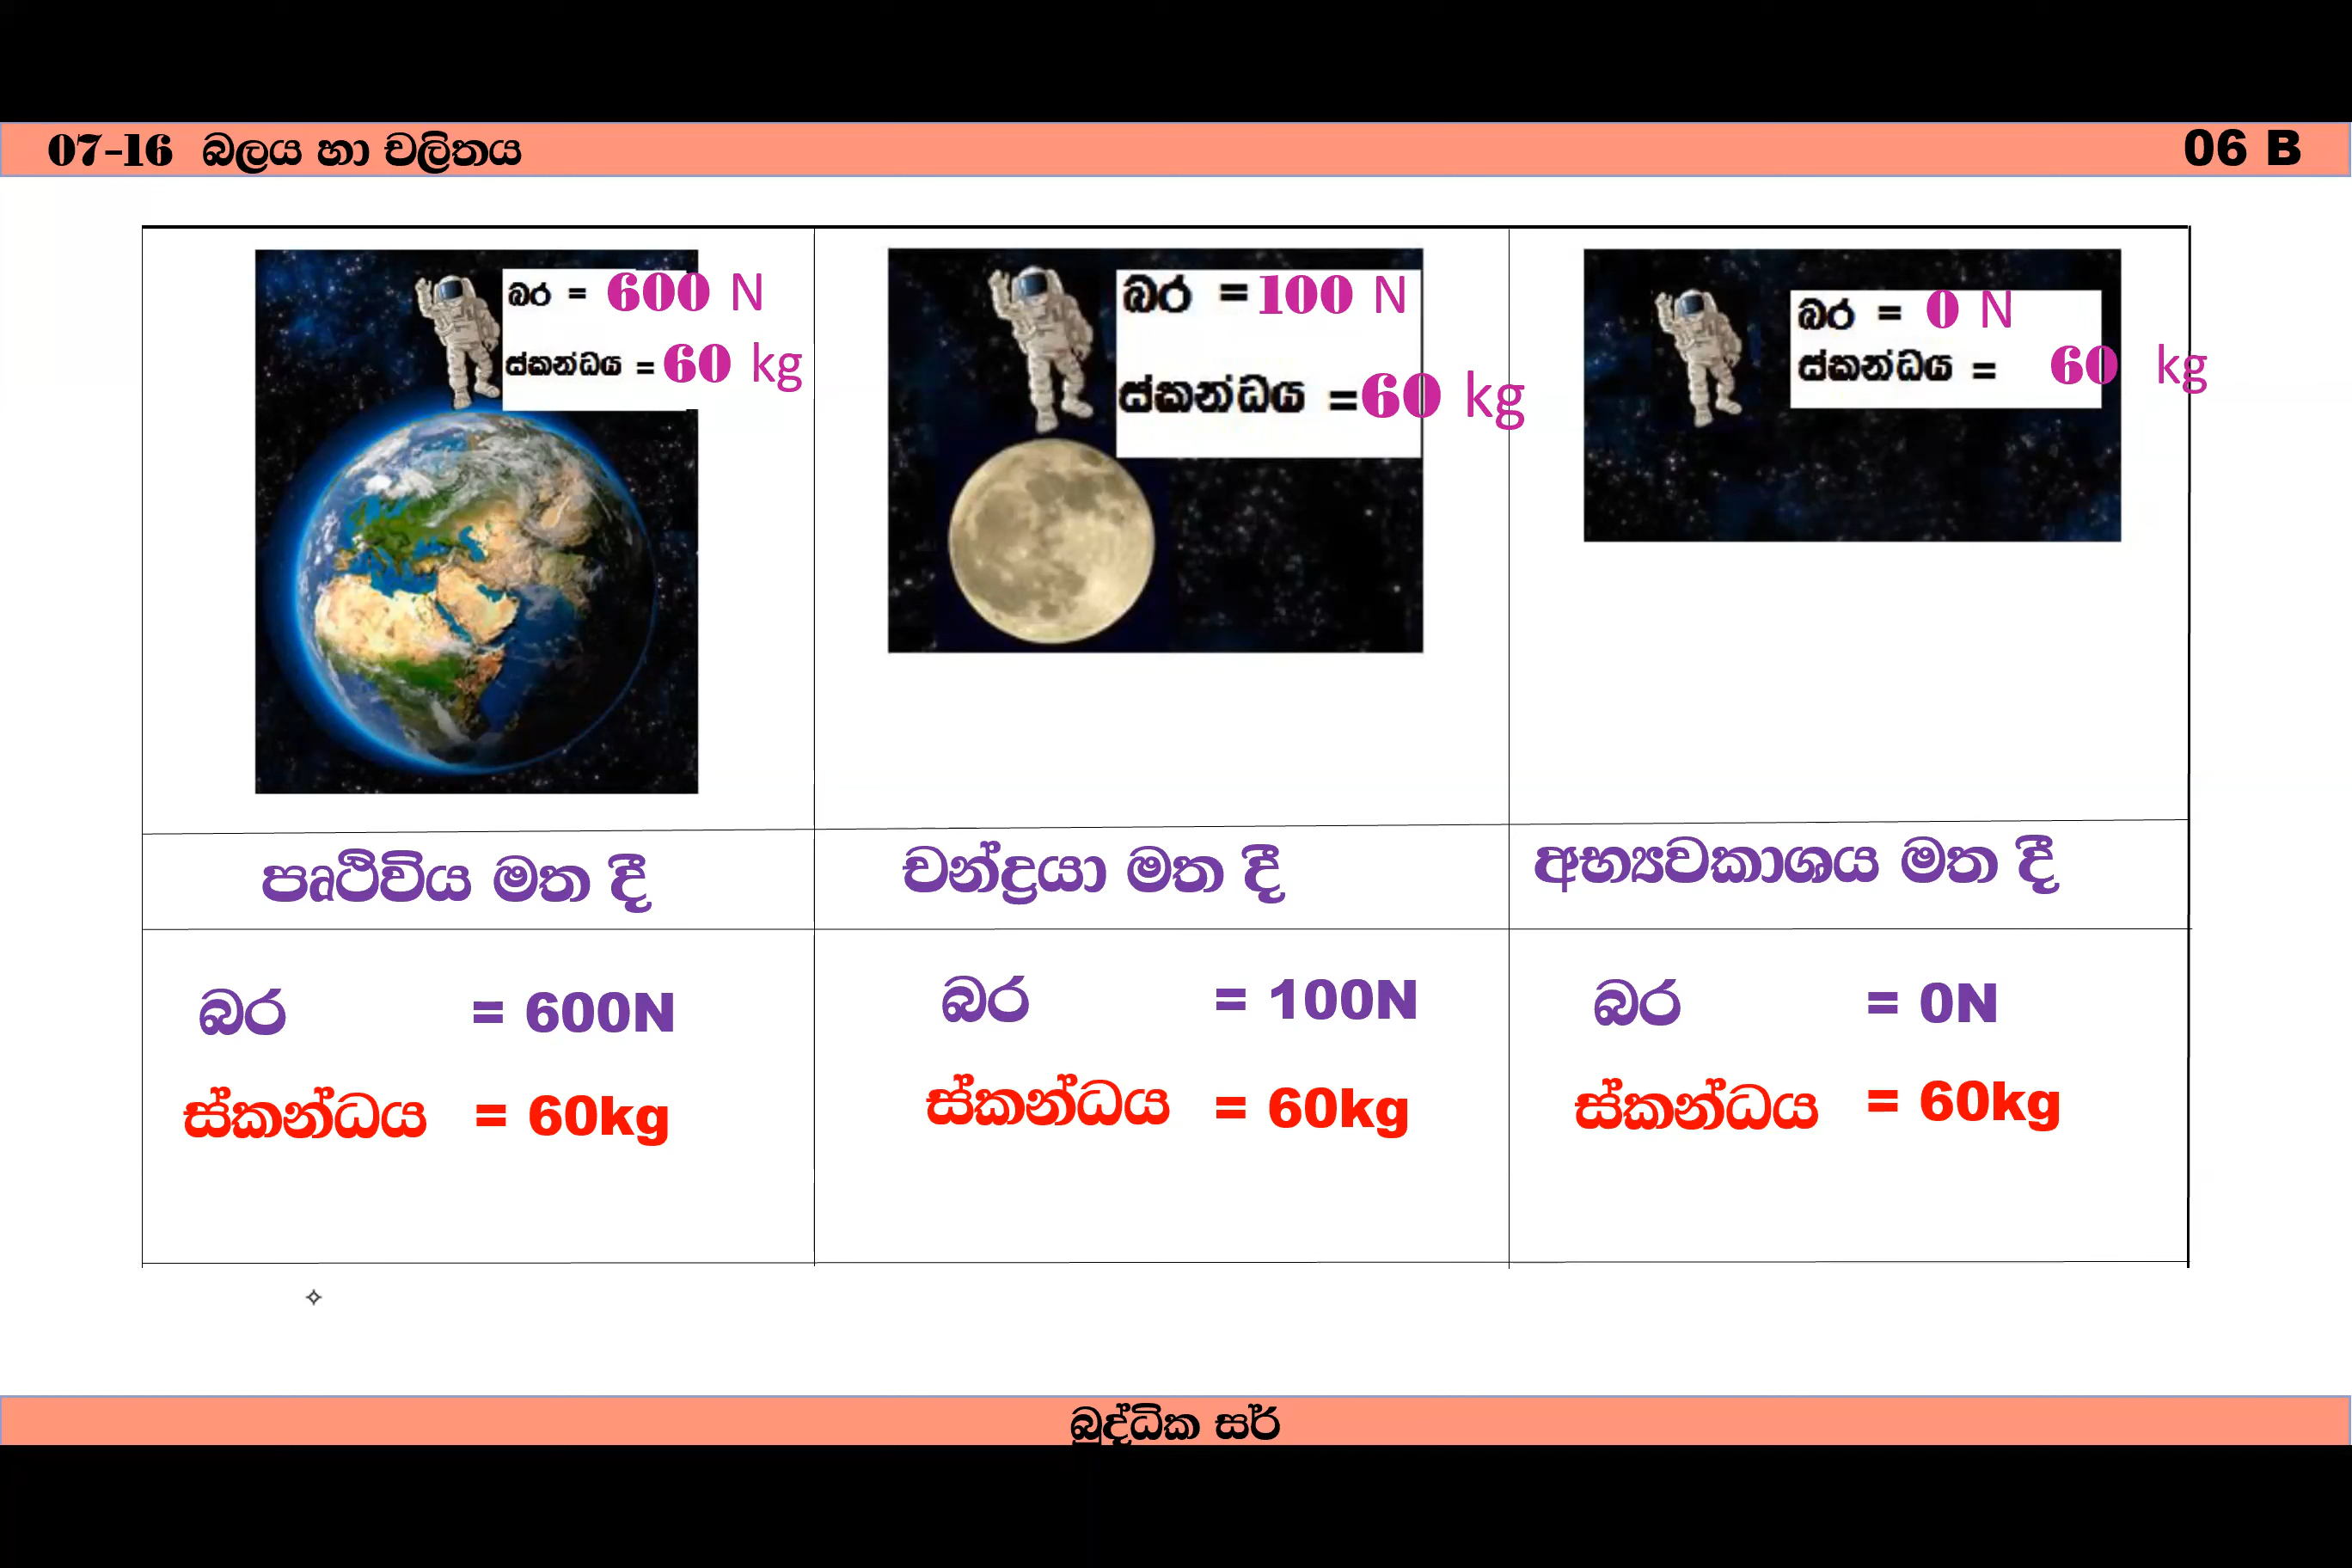 07-16 බලය හා චලිතය
06 B
බර = 600 N
ස්කන්ධය = 60 kg
බර = 100 N
ස්කන්ධය = 60 kg
බර = 0 N
ස්කන්ධය = 60 kg
පෘථිවිය මත දී
චන්ද්‍රයා මත දී
අභ්‍යවකාශය මත දී
බර = 600N
ස්කන්ධය = 60kg
බර = 100N
ස්කන්ධය = 60kg
බර = 0N
ස්කන්ධය = 60kg
බුද්ධික සර්